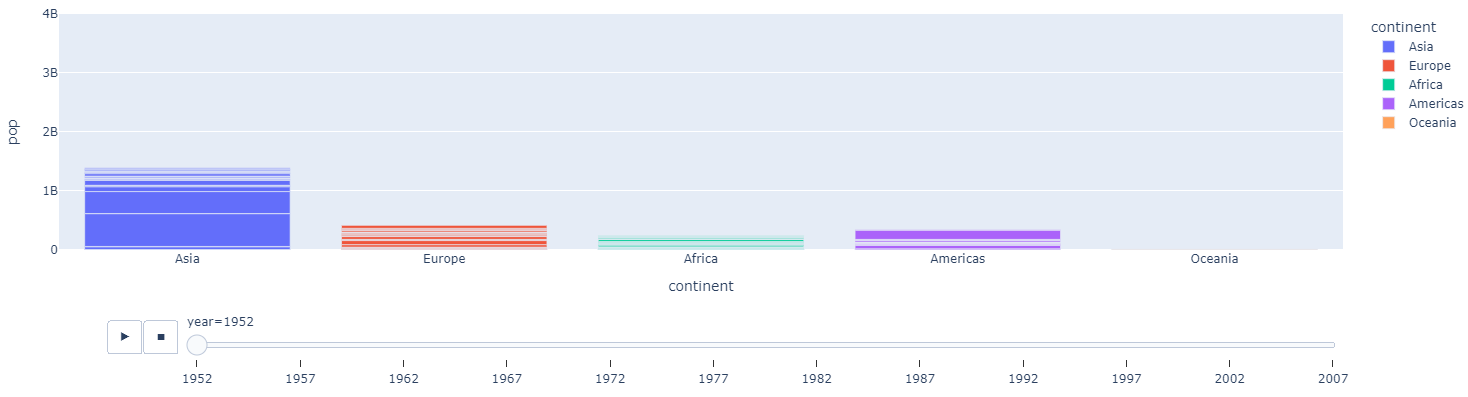 4B
3B
2B
1B
0
pop
Asia
Europe
Africa
Americas
Oceania
continent
continent
Asia
Europe
Africa
Americas
Oceania
year=1952
1952
1957
1962
1967
1972
1977
1982
1987
1992
1997
2002
2007